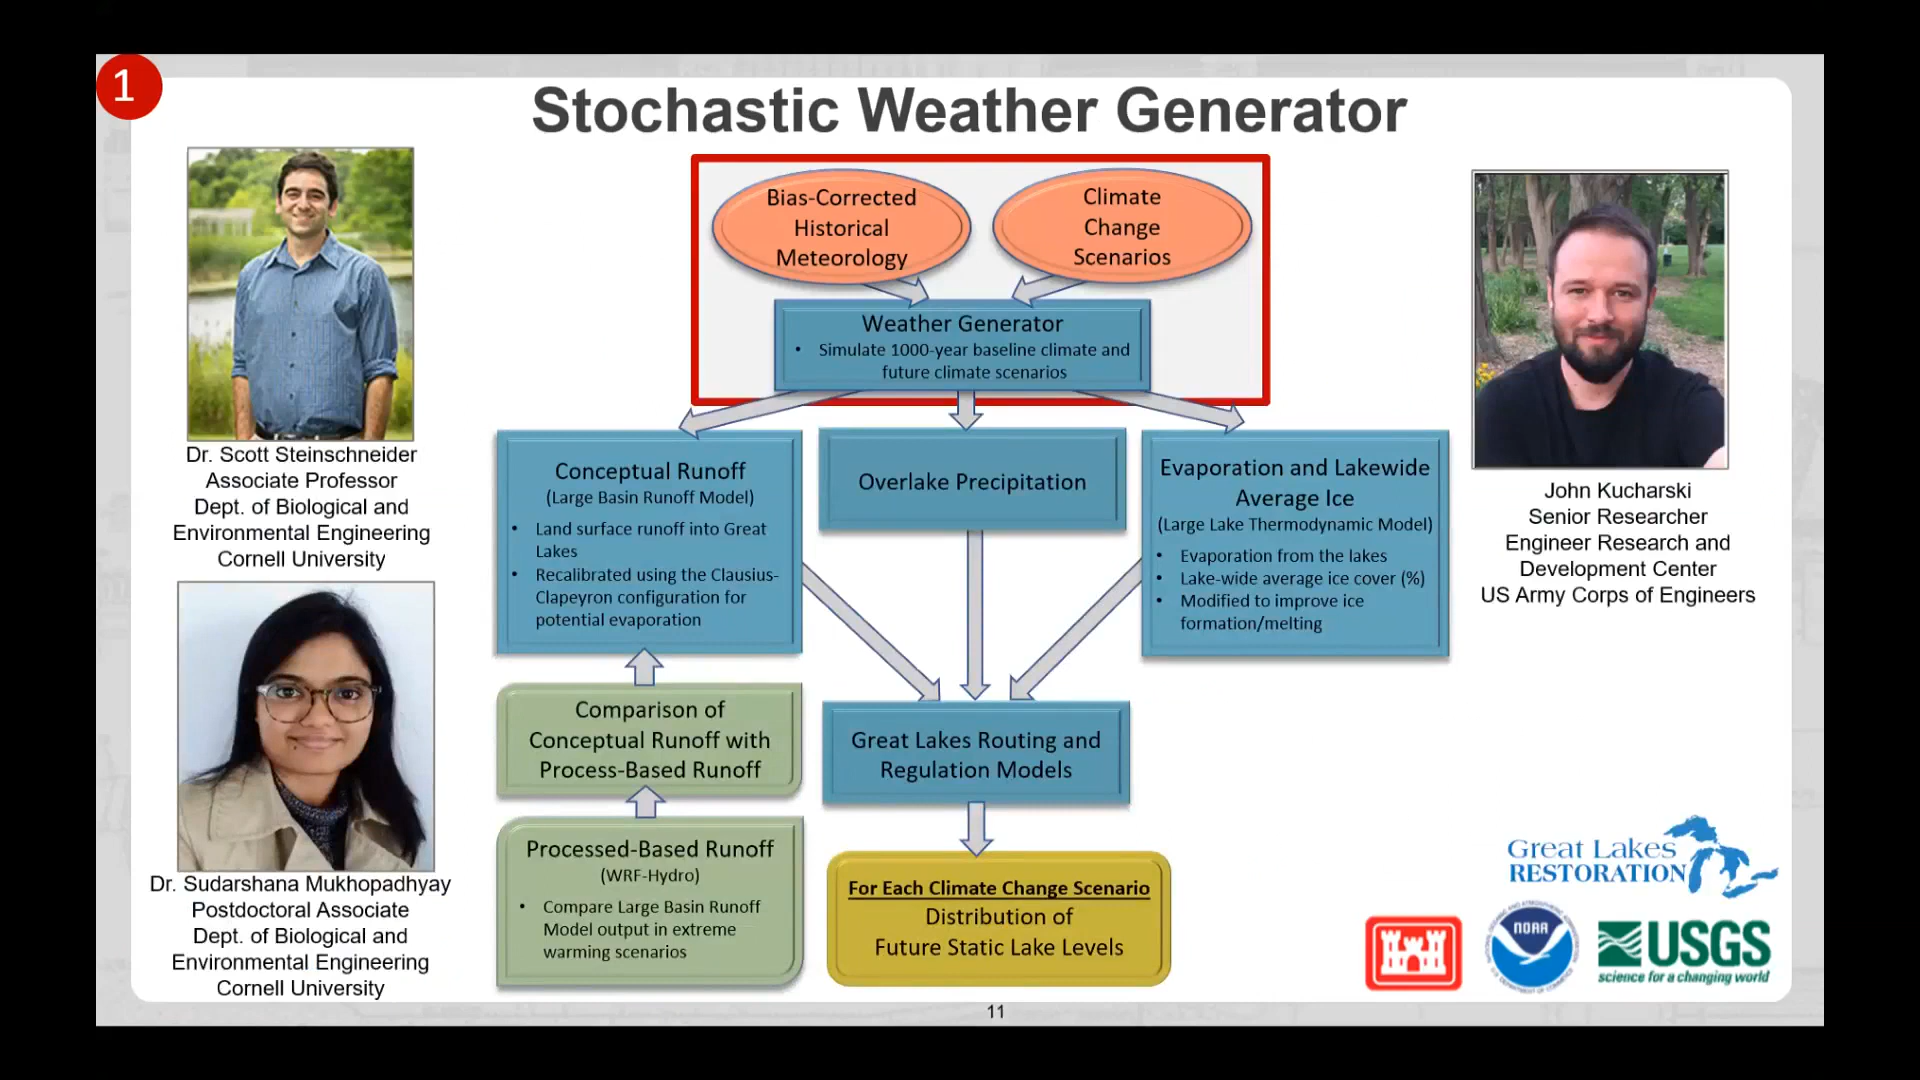 1
Stochastic Weather Generator
Bias-Corrected
Historical
Meteorology
Climate
Change
Scenarios
Weather Generator
• Simulate 1000-year baseline climate and
future climate scenarios
Dr. Scott Steinschneider
Associate Professor
Dept. of Biological and
Environmental Engineering
Cornell University
John Kucharski
Senior Researcher
Engineer Research and
Development Center
US Army Corps of Engineers
Conceptual Runoff
(Large Basin Runoff Model)
• Land surface runoff into Great
Lakes
• Recalibrated using the Clausius-
Clapeyron configuration for
potential evaporation
Overlake Precipitation
Evaporation and Lakewide
Average Ice
(Large Lake Thermodynamic Model)
• Evaporation from the lakes
• Lake-wide average ice cover (%)
• Modified to improve ice
formation/melting
Comparison of
Conceptual Runoff with
Process-Based Runoff
Great Lakes Routing and
Regulation Models
Processed-Based Runoff
(WRF-Hydro)
• Compare Large Basin Runoff
Model output in extreme
warming scenarios
For Each Climate Change Scenario
Distribution of
Future Static Lake Levels
Dr. Sudarshana Mukhopadhyay
Postdoctoral Associate
Dept. of Biological and
Environmental Engineering
Cornell University
Great Lakes
RESTORATION
NOAA
USGS
science for a changing world
11